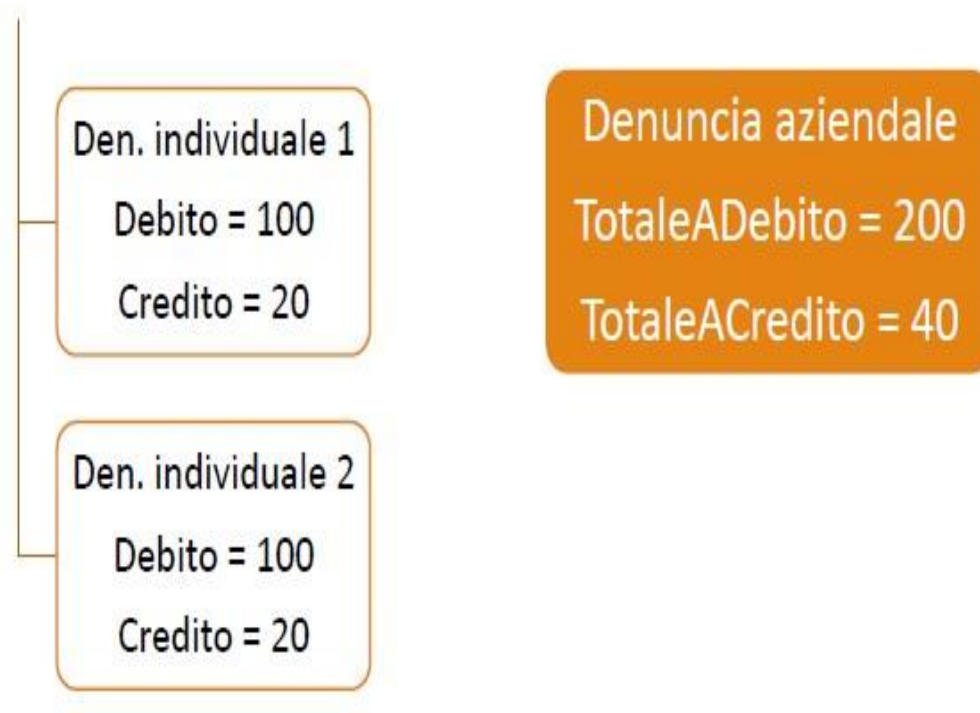 Den. individuale 1
Debito = 100
Credito = 20
Denuncia aziendale
TotaleADebito = 200
TotaleACredito = 40
Den. individuale 2
Debito = 100
Credito = 20